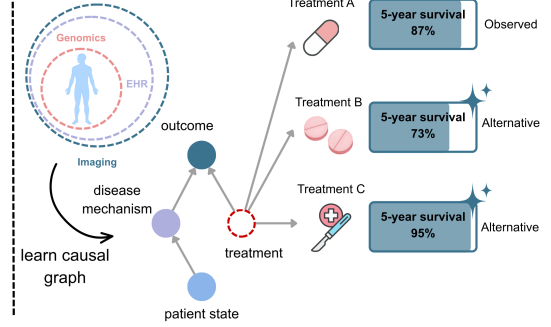 Treatment A
5-year survival
87%
Observed
Genomics
EHR
Imaging
outcome
Treatment B
5-year survival
73%
Alternative
disease
mechanism
Treatment C
5-year survival
95%
Alternative
learn causal
graph
treatment
patient state